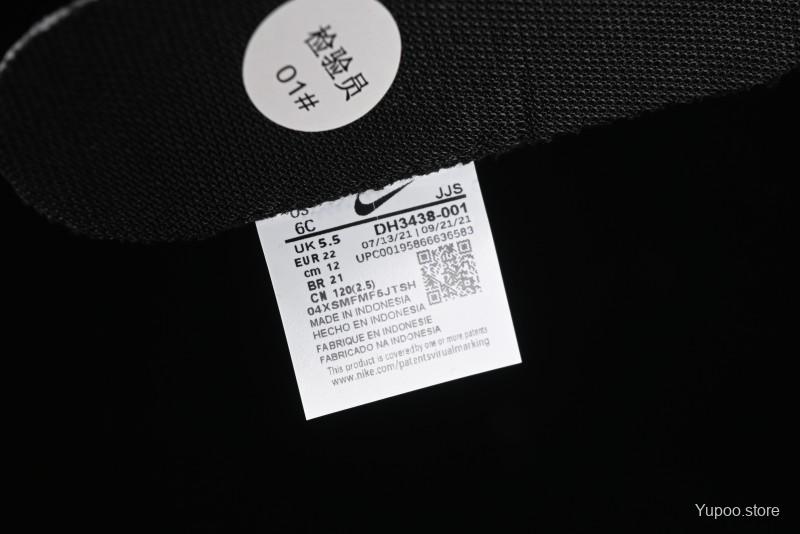 检验员
01#
US
6C
JJS
UK 5.5
DH3438-001
EUR 22
07/13/21 | 09/21/21
cm 12
UPC00195866636583
BR 21
CN 120(2.5)
04XSMFMF6JTSH
MADE IN INDONESIA
HECHO EN INDONESIA
FABRIQUE EN INDONESIE
FABRICADO NA INDONESIA
This product is covered by one or more patents
www.nike.com/patentsvirualmarking
Yupoo.store